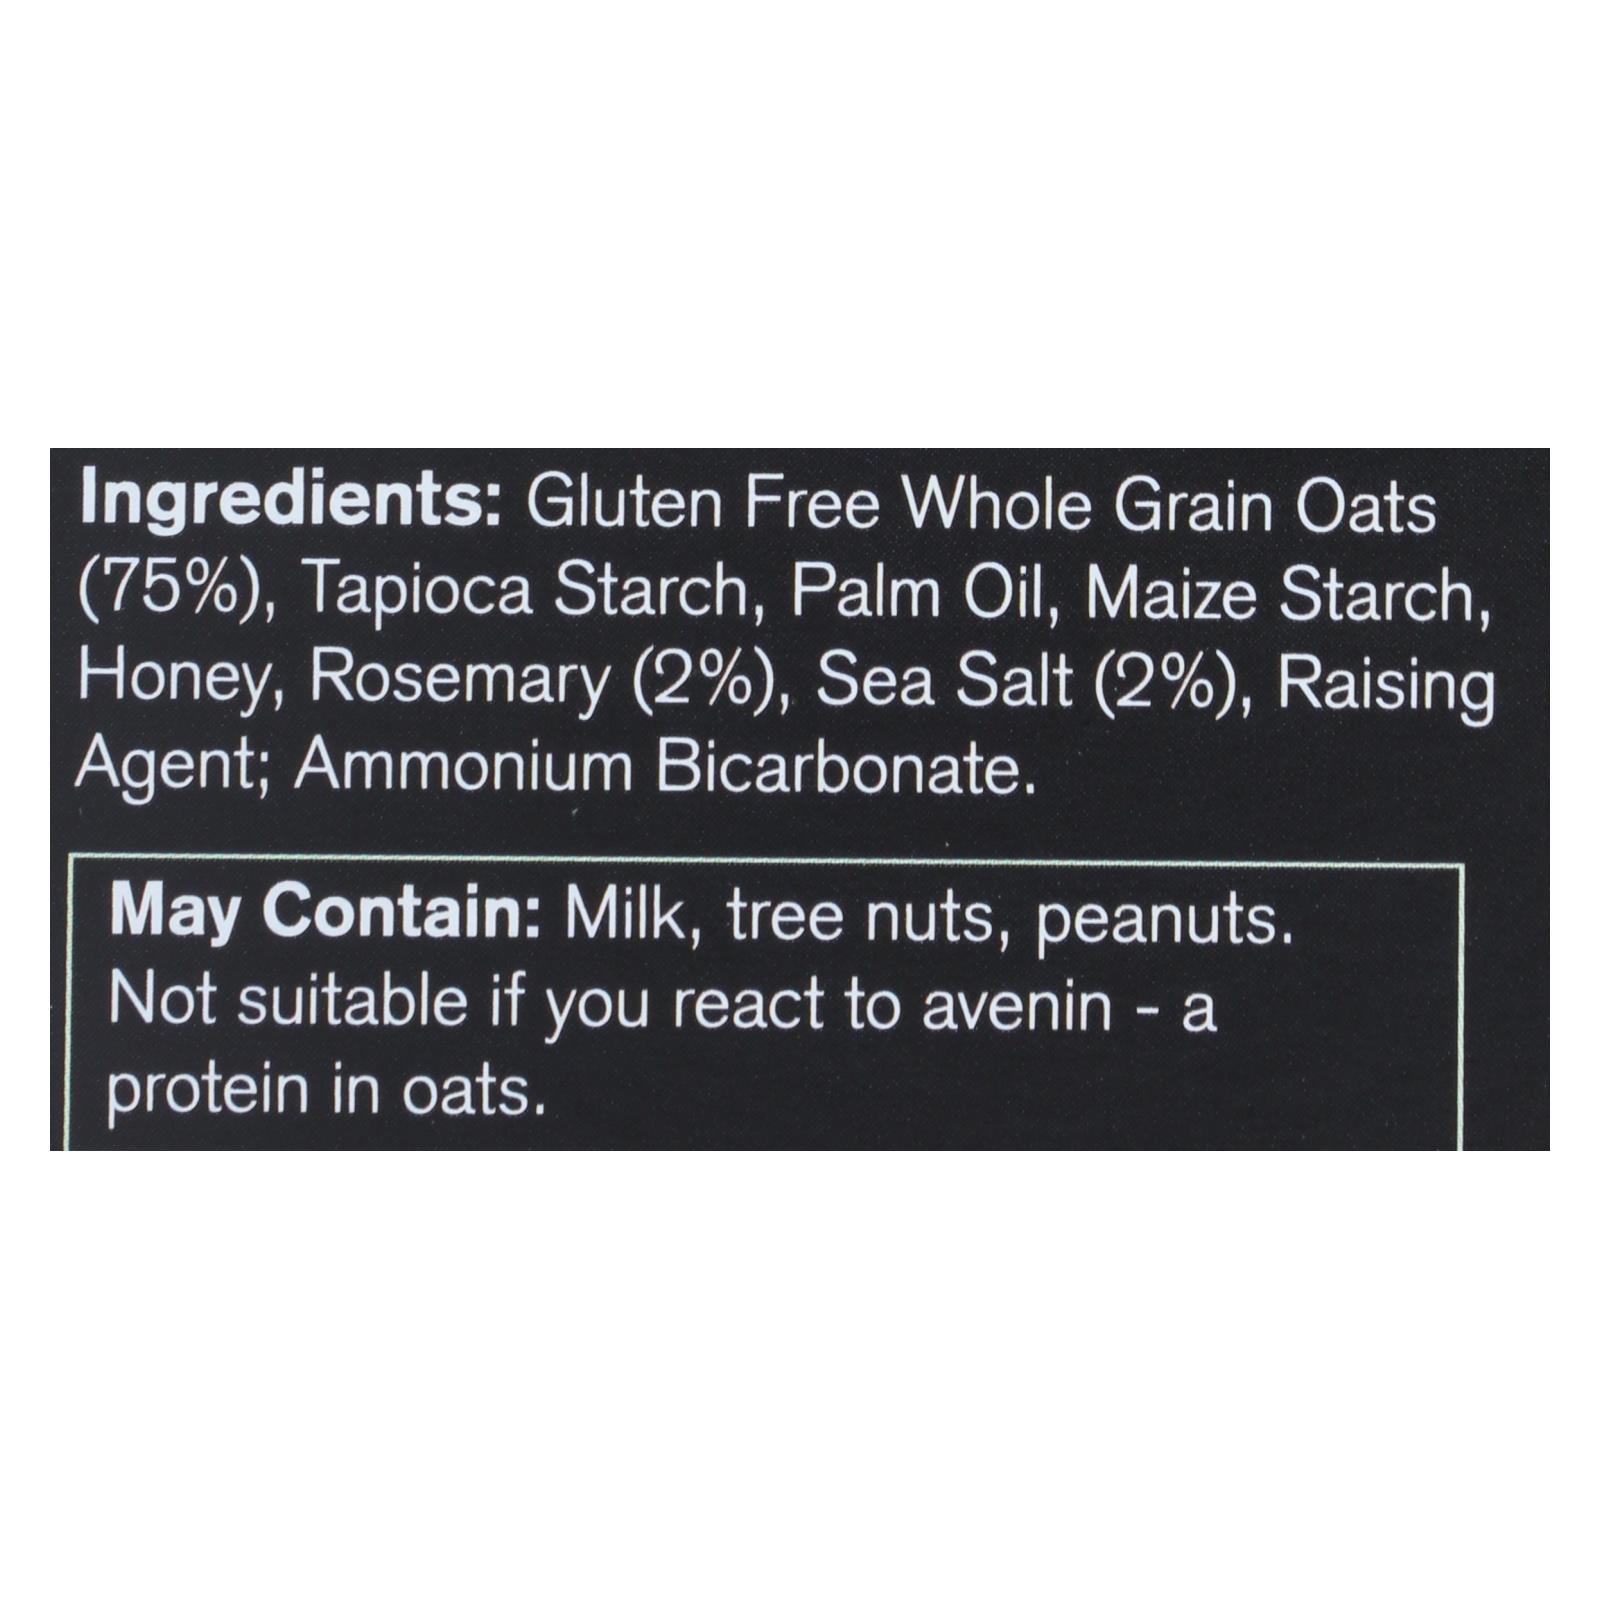 Ingredients: Gluten Free Whole Grain Oats
(75%), Tapioca Starch, Palm Oil, Maize Starch,
Honey, Rosemary (2%), Sea Salt (2%), Raising
Agent; Ammonium Bicarbonate.
May Contain: Milk, tree nuts, peanuts.
Not suitable if you react to avenin - a
protein in oats.